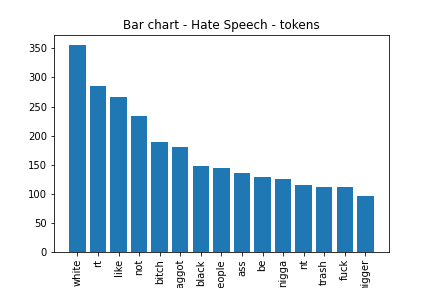 Bar chart - Hate Speech - tokens
350
300
250
200
150
100
50
0
white
rt
like
not
bitch
aggot
black
eople
ass
be
nigga
nt
trash
fuck
nigger